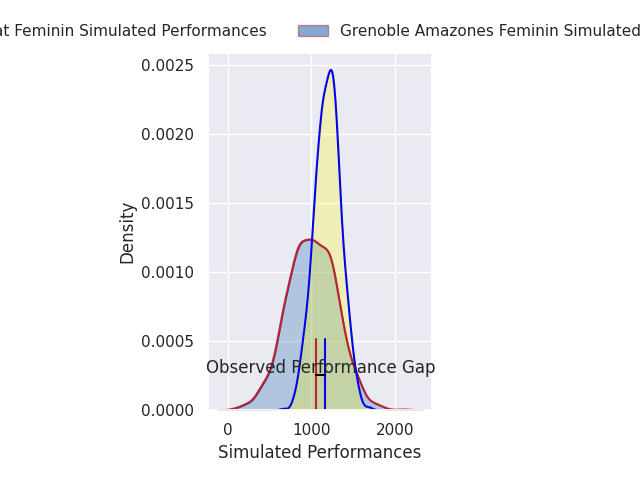 at Feminin Simulated Performances
Grenoble Amazones Feminin Simulated
0.0025
0.0020
0.0015
0.0010
0.0005
0.0000
Density
Observed Performance Gap
0
1000
2000
Simulated Performances